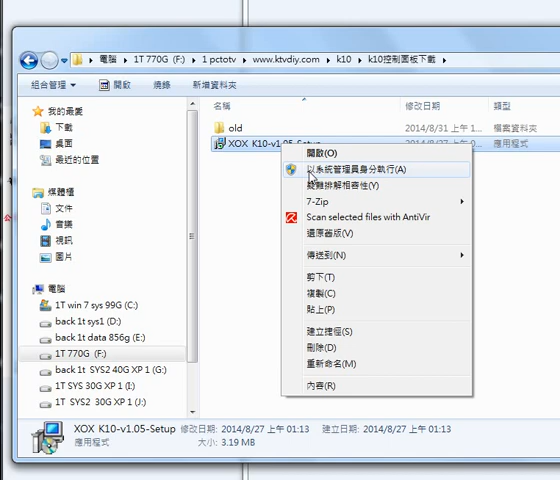 電腦 ▸ 1T 770G (F:) ▸ 1 pctotv ▸ www.ktvdiy.com ▸ k10 ▸ k10控制面板下載
組合管理 開啟 燒錄 新增資料夾
名稱 修改日期 類型
old 2014/8/31 上午 1... 檔案資料夾
XOX K10-v1.05-Setup 2014/8/27 上午 0... 應用程式
開啟(O)
以系統管理員身分執行(A)
疑難排解相容性(Y)
7-Zip
Scan selected files with AntiVir
還原舊版(V)
傳送到(N)
剪下(T)
複製(C)
貼上(P)
建立捷徑(S)
刪除(D)
重新命名(M)
內容(R)
我的最愛
下載
桌面
最近的位置
媒體櫃
文件
音樂
視訊
圖片
電腦
1T win 7 sys 99G (C:)
back 1t sys1 (D:)
back 1t data 856g (E:)
1T 770G (F:)
back 1t SYS2 40G XP 1 (G:)
1T SYS 30G XP 1 (I:)
1T SYS2 30G XP 1 (J:)
XOX K10-v1.05-Setup 修改日期: 2014/8/27 上午 01:13 建立日期: 2014/8/27 上午 01:13
應用程式 大小: 3.19 MB